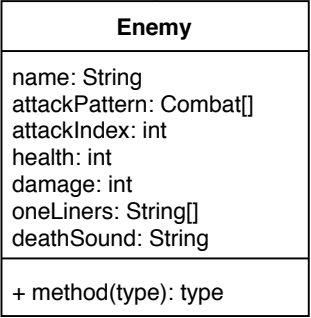 Enemy
name: String
attackPattern: Combat[]
attackIndex: int
health: int
damage: int
oneLiners: String[]
deathSound: String
+ method(type): type